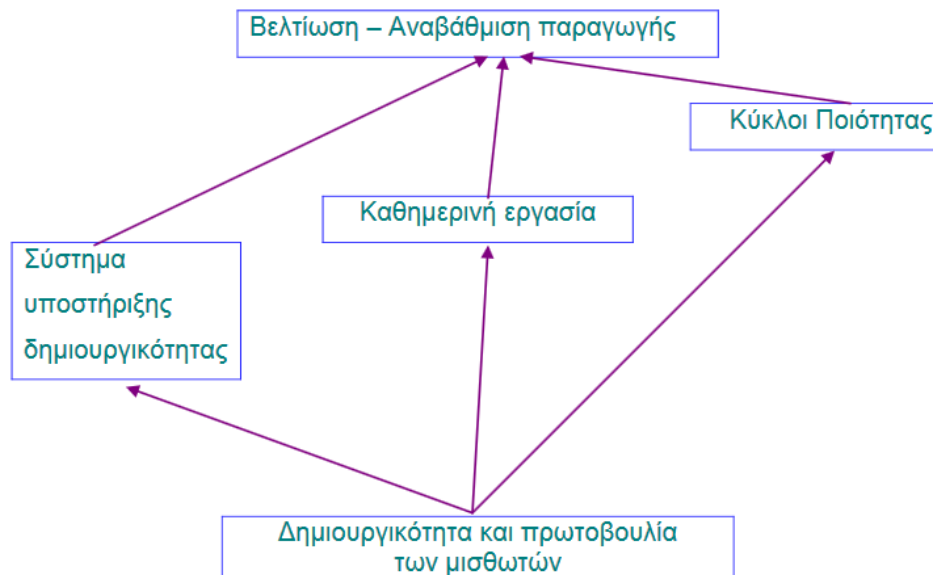 Βελτίωση – Αναβάθμιση παραγωγής
Κύκλοι Ποιότητας
Καθημερινή εργασία
Σύστημα
υποστήριξης
δημιουργικότητας
Δημιουργικότητα και πρωτοβουλία
των μισθωτών